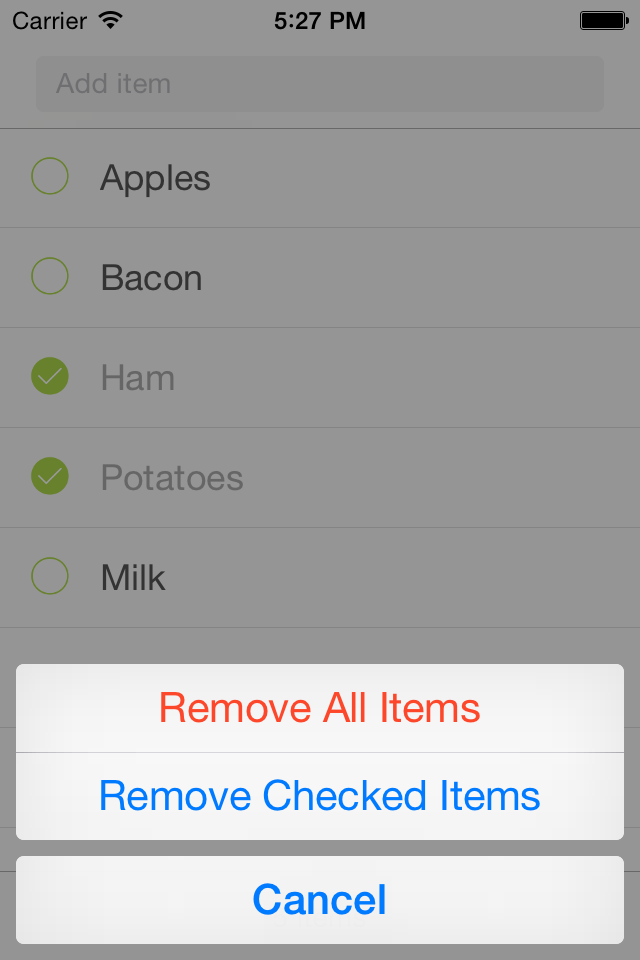 Carrier 5:27 PM
Add item
Apples
Bacon
Ham
Potatoes
Milk
Remove All Items
Remove Checked Items
Cancel